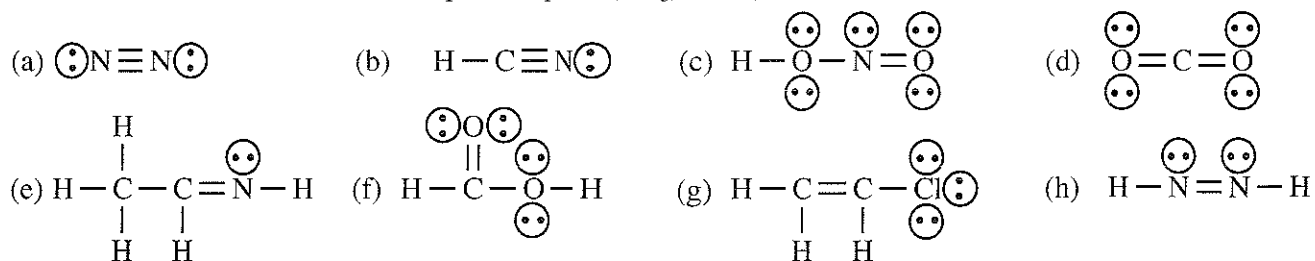 (a) :N≡N: (b) H—C≡N: (c) H—O—N=O (d) O=C=O
H :O:
(e) H—C—C=N—H (f) H—C—O—H (g) H—C=C—Cl: (h) H—N=N—H
H H H H